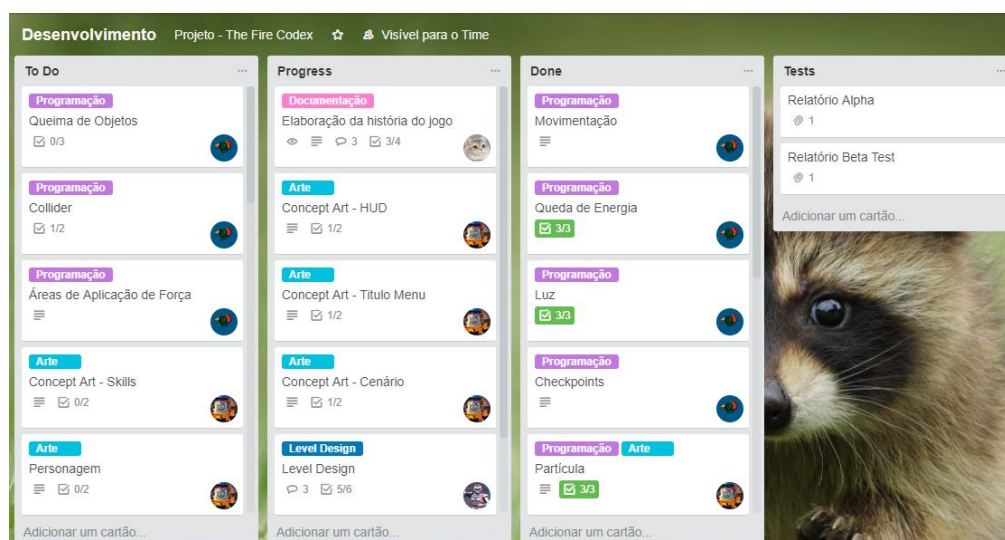 Desenvolvimento Projeto - The Fire Codex Visível para o Time
To Do
Programação
Queima de Objetos
0/3
Programação
Collider
1/2
Programação
Áreas de Aplicação de Força
Arte
Concept Art - Skills
0/2
Arte
Personagem
0/2
Adicionar um cartão...
Progress
Documentação
Elaboração da história do jogo
3 3/4
Arte
Concept Art - HUD
1/2
Arte
Concept Art - Titulo Menu
1/2
Arte
Concept Art - Cenário
1/2
Level Design
Level Design
3 5/6
Adicionar um cartão...
Done
Programação
Movimentação
Programação
Queda de Energia
3/3
Programação
Luz
3/3
Programação
Checkpoints
Programação Arte
Partícula
3/3
Adicionar um cartão...
Tests
Relatório Alpha
1
Relatório Beta Test
1
Adicionar um cartão...